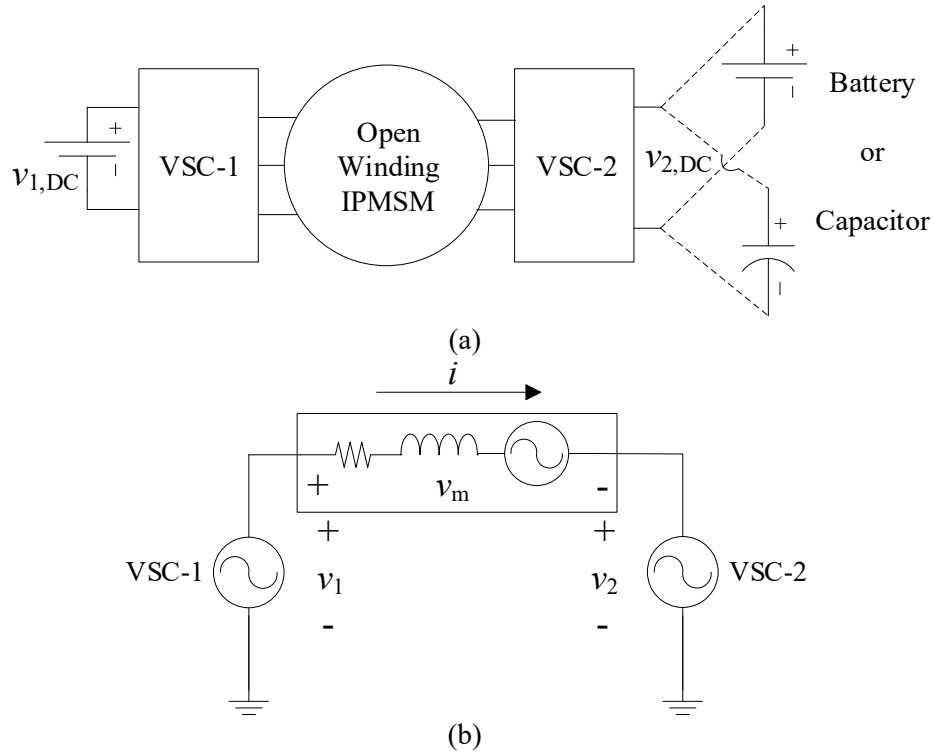 +
-
v1,DC
VSC-1
Open
Winding
IPMSM
VSC-2
v2,DC
+
-
Battery
or
Capacitor
+
-
(a)
i
+
vm
-
VSC-1
+
v1
-
+
v2
-
VSC-2
(b)